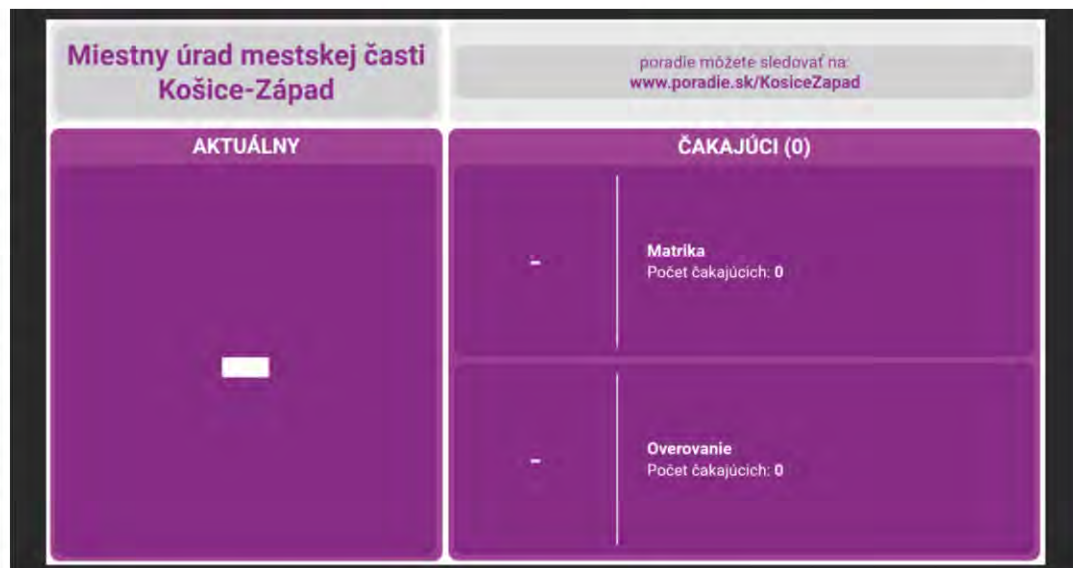 Miestny úrad mestskej časti
Košice-Západ
poradie môžete sledovať na:
www.poradie.sk/KosiceZapad
AKTUÁLNY
-
ČAKAJÚCI (0)
-
Matrika
Počet čakajúcich: 0
-
Overovanie
Počet čakajúcich: 0